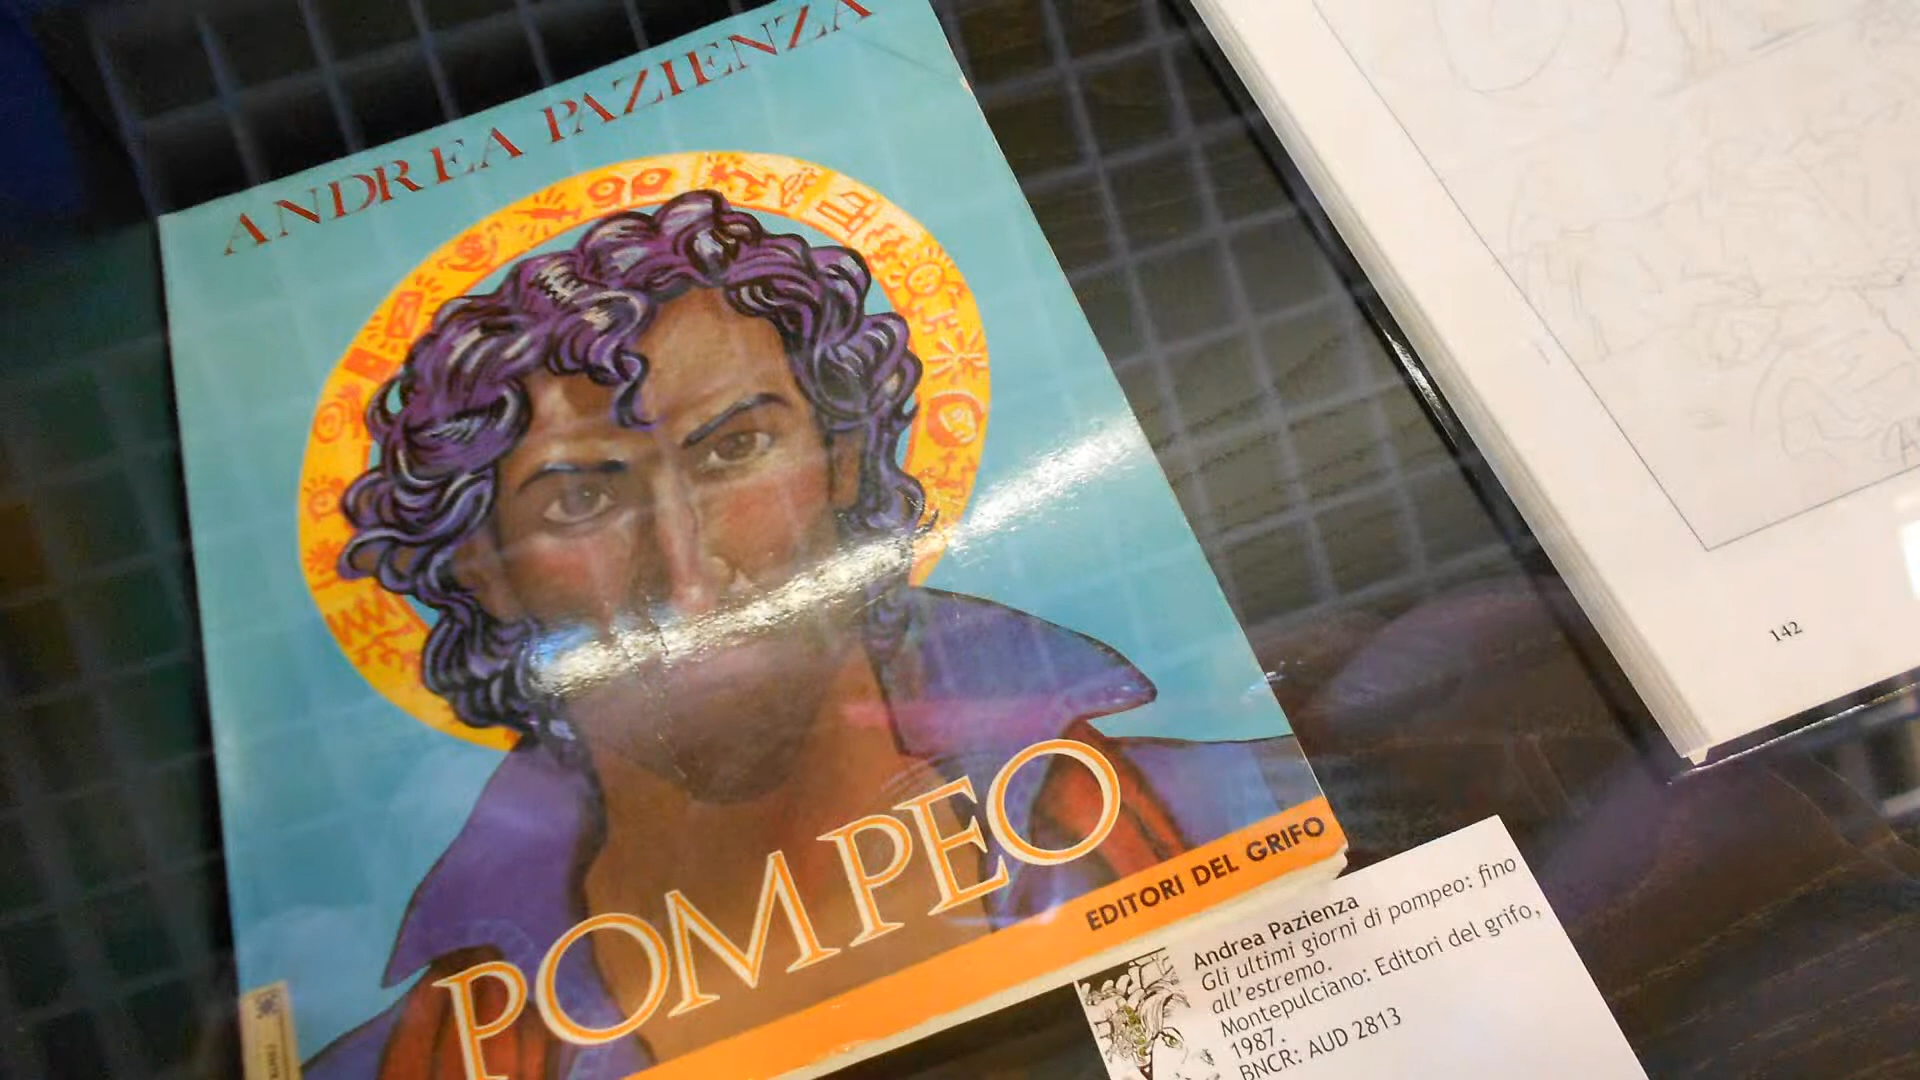 ANDREA PAZIENZA
POMPEO
EDITORI DEL GRIFO
142
Andrea Pazienza
Gli ultimi giorni di pompeo: fino
all'estremo.
Montepulciano: Editori del grifo,
1987.
BNCR: AUD 2813